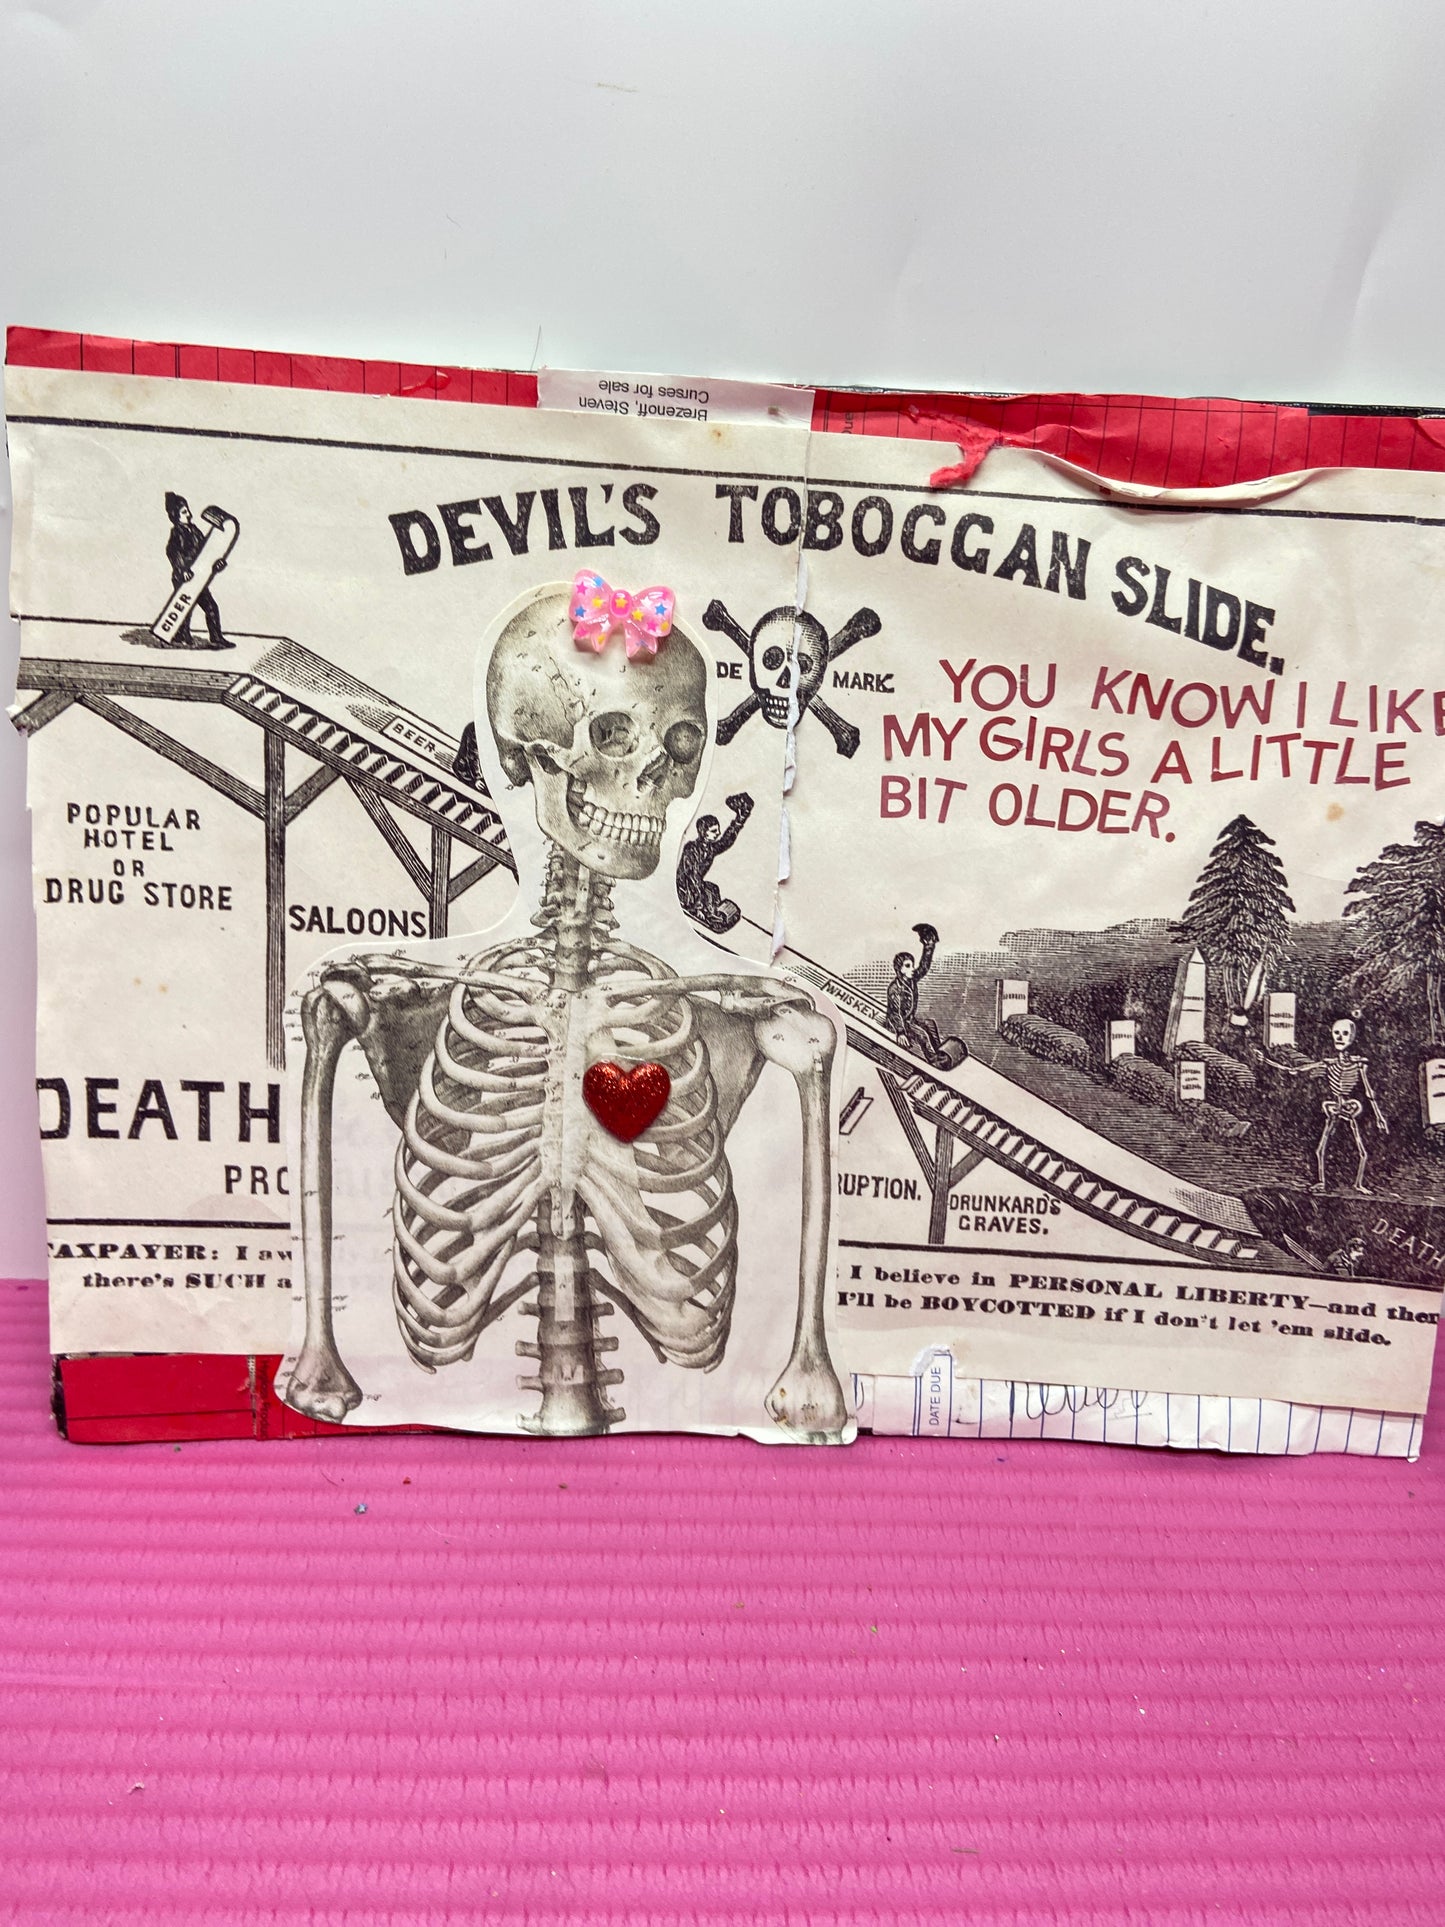 Curses for sale
Brezenoff, Steven
DEVIL'S TOBOGGAN SLIDE.
CIDER
DE MARK
YOU KNOW I LIKE
MY GIRLS A LITTLE
BIT OLDER.
BEER
POPULAR
HOTEL
OR
DRUG STORE
SALOONS
WHISKEY
DEATH
PRO
RUPTION.
DRUNKARD'S
GRAVES.
DEATH
TAXPAYER: I aw
there's SUCH a
I believe in PERSONAL LIBERTY—and then
I'll be BOYCOTTED if I don't let 'em slide.
DATE DUE